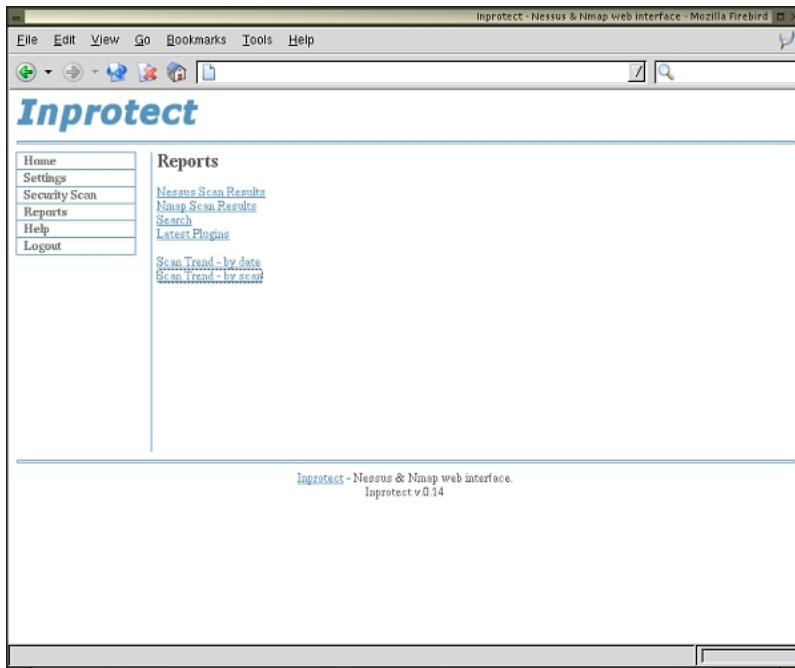 Inprotect - Nessus & Nmap web interface - Mozilla Firebird
File Edit View Go Bookmarks Tools Help
Inprotect
Home
Settings
Security Scan
Reports
Help
Logout
Reports
Nessus Scan Results
Nmap Scan Results
Search
Latest Plugins
Scan Trend - by date
Scan Trend - by scan
Inprotect - Nessus & Nmap web interface.
Inprotect v.0.14